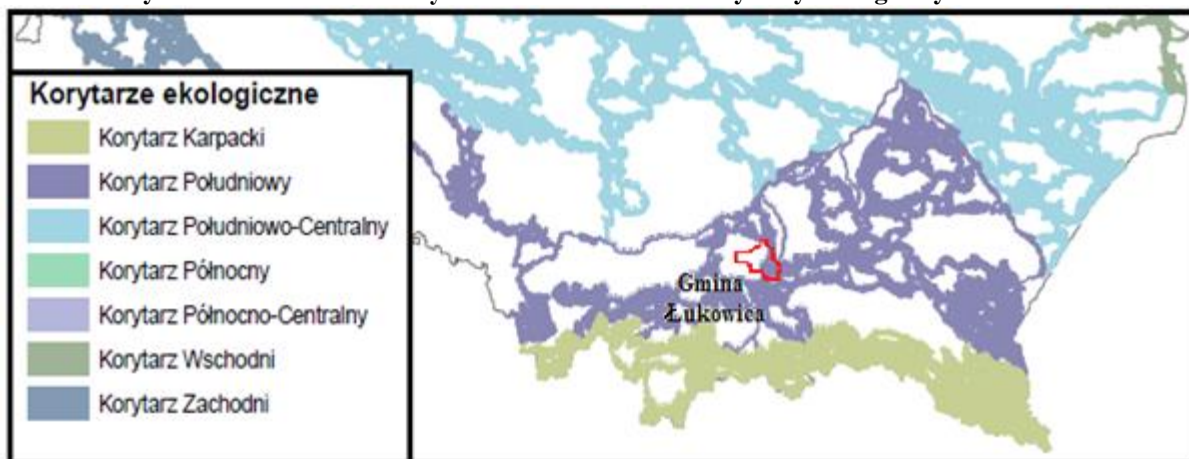 Korytarze ekologiczne
Korytarz Karpacki
Korytarz Południowy
Korytarz Południowo-Centralny
Korytarz Północny
Korytarz Północno-Centralny
Korytarz Wschodni
Korytarz Zachodni
Gmina
Łukowica